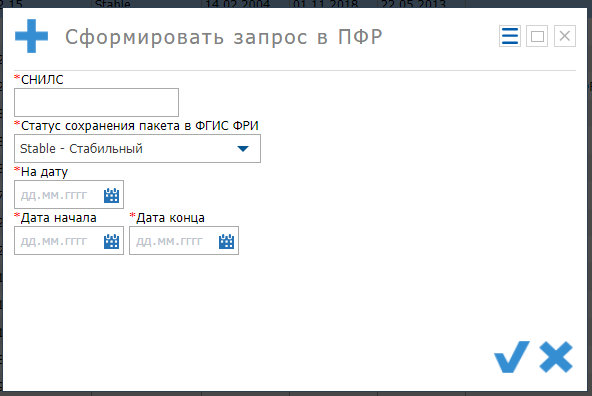 2.15 Stable 14.02.2004 01.11.2018 22.05.2013
Сформировать запрос в ПФР
*СНИЛС
*Статус сохранения пакета в ФГИС ФРИ
Stable - Стабильный
*На дату
дд.мм.гггг
*Дата начала *Дата конца
дд.мм.гггг дд.мм.гггг